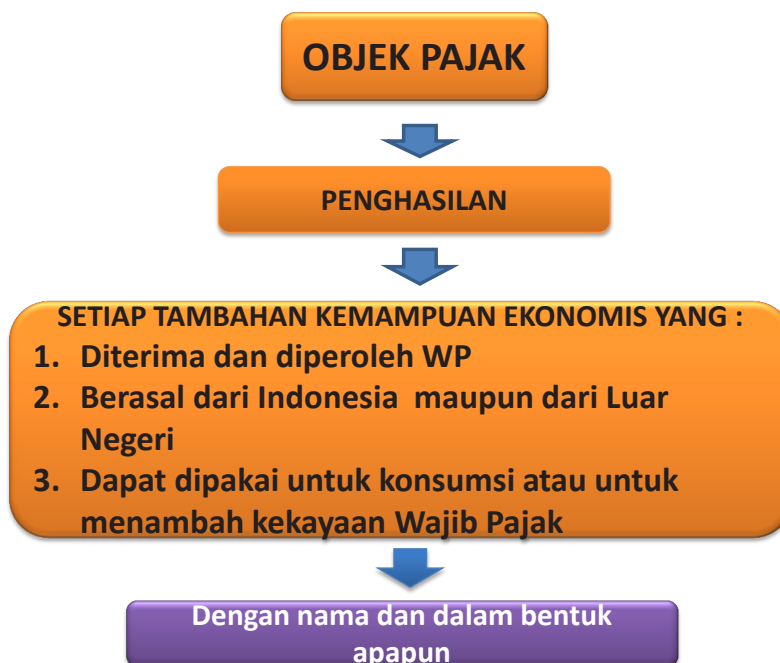 OBJEK PAJAK
PENGHASILAN
SETIAP TAMBAHAN KEMAMPUAN EKONOMIS YANG :
1. Diterima dan diperoleh WP
2. Berasal dari Indonesia maupun dari Luar
Negeri
3. Dapat dipakai untuk konsumsi atau untuk
menambah kekayaan Wajib Pajak
Dengan nama dan dalam bentuk
apapun